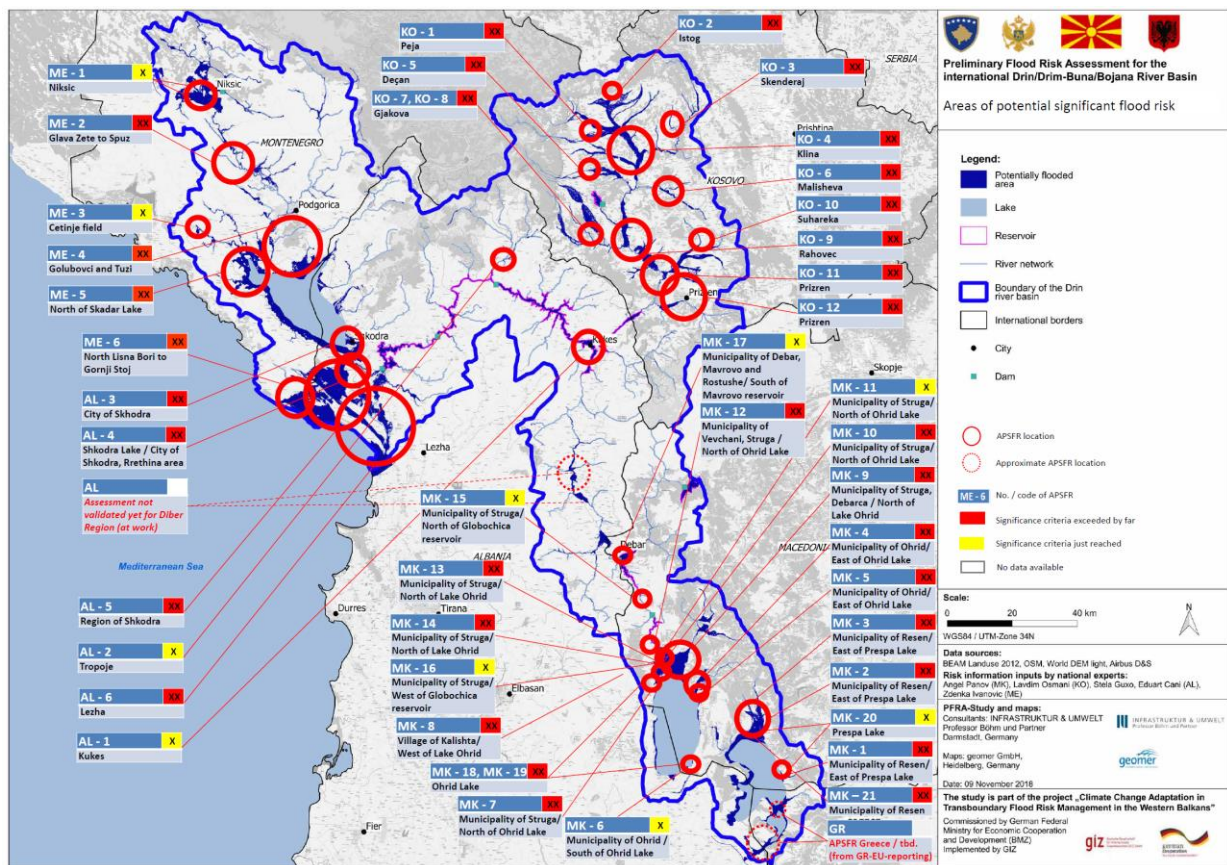 KO - 1 XX
Peja
KO - 2 XX
Istog
KO - 5 XX
Deçan
KO - 3 XX
Skenderaj
KO - 7, KO - 8 XX
Gjakova
SERBIA
ME - 1 X
Niksic
Niksic
ME - 2 XX
Glava Zete to Spuz
MONTENEGRO
Prishtina
KO - 4 XX
Klina
KOSOVO
KO - 6 XX
Malisheva
Podgorica
ME - 3 X
Cetinje field
KO - 10 XX
Suhareka
ME - 4 XX
Golubovci and Tuzi
KO - 9 XX
Rahovec
ME - 5 XX
North of Skadar Lake
KO - 11 XX
Prizren
Prizren
KO - 12 XX
Prizren
ME - 6 XX
North Lisna Bori to
Gornji Stoj
kodra
Kukes
MK - 17 X
Municipality of Debar,
Mavrovo and
Rostushe/ South of
Mavrovo reservoir
Skopje
AL - 3 XX
City of Skhodra
MK - 11 X
Municipality of Struga/
North of Ohrid Lake
MK - 12 XX
Municipality of
Vevchani, Struga /
North of Ohrid Lake
AL - 4 XX
Shkodra Lake / City of
Shkodra, Rrethina area
Lezha
MK - 10 XX
Municipality of Struga/
North of Ohrid Lake
AL
Assessment not
validated yet for Diber
Region (at work)
MK - 9 XX
Municipality of Struga,
Debarca / North of
Lake Ohrid
MK - 15 X
Municipality of Struga/
North of Globochica
reservoir
MK - 4 XX
Municipality of Ohrid/
East of Ohrid Lake
Debar
MACEDONI
ALBANIA
Mediterranean Sea
MK - 13 XX
Municipality of Struga/
North of Lake Ohrid
MK - 5 XX
Municipality of Ohrid/
East of Ohrid Lake
AL - 5 XX
Region of Shkodra
Durres
Tirana
MK - 14 XX
Municipality of Struga/
North of Lake Ohrid
MK - 3 XX
Municipality of Resen/
East of Prespa Lake
AL - 2 X
Tropoje
MK - 16 X
Municipality of Struga/
West of Globochica
reservoir
MK - 2 XX
Municipality of Resen/
East of Prespa Lake
AL - 6 XX
Lezha
Elbasan
MK - 8 XX
Village of Kalishta/
West of Lake Ohrid
MK - 20 X
Prespa Lake
AL - 1 X
Kukes
MK - 1 XX
Municipality of Resen/
East of Prespa Lake
MK - 18, MK - 19 XX
Ohrid Lake
MK - 7 XX
Municipality of Struga/
North of Ohrid Lake
MK – 21 XX
Municipality of Resen
Fier
MK - 6 X
Municipality of Ohrid /
South of Ohrid Lake
GR
APSFR Greece / tbd.
(from GR-EU-reporting)
Preliminary Flood Risk Assessment for the
international Drin/Drim-Buna/Bojana River Basin
Areas of potential significant flood risk
Legend:
Potentially flooded
area
Lake
Reservoir
River network
Boundary of the Drin
river basin
International borders
City
Dam
APSFR location
Approximate APSFR location
ME - 6 No. / code of APSFR
Significance criteria exceeded by far
Significance criteria just reached
No data available
Scale:
0 20 40 km
WGS84 / UTM-Zone 34N
N
Data sources:
BEAM Landuse 2012, OSM, World DEM light, Airbus D&S
Risk information inputs by national experts:
Angel Panov (MK), Lavdim Osmani (KO), Stela Guxo, Eduart Cani (AL),
Zdenka Ivanovic (ME)
PFRA-Study and maps:
Consultants: INFRASTRUKTUR & UMWELT
Professor Böhm und Partner
Darmstadt, Germany
INFRASTRUKTUR & UMWELT
Professor Böhm und Partner
Maps: geomer GmbH,
Heidelberg, Germany
geomer
Date: 09 November 2018
The study is part of the project „Climate Change Adaptation in
Transboundary Flood Risk Management in the Western Balkans"
Commissioned by German Federal
Ministry for Economic Cooperation
and Development (BMZ)
Implemented by GIZ
giz
german
cooperation